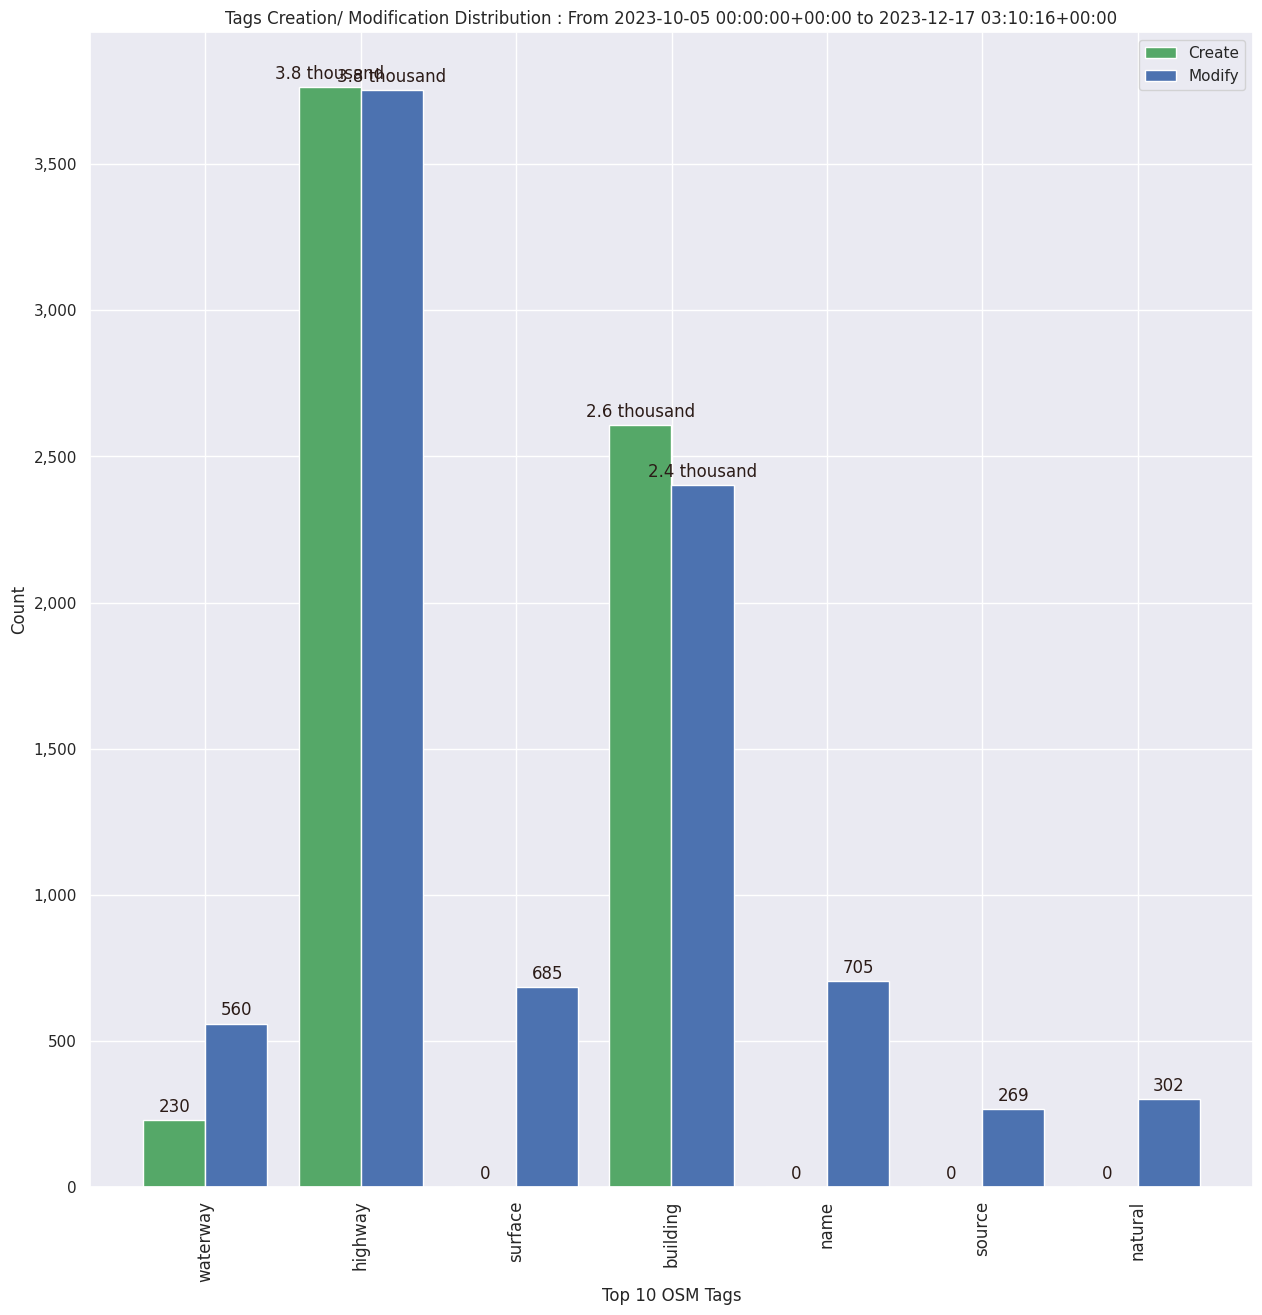 Tags Creation/ Modification Distribution : From 2023-10-05 00:00:00+00:00 to 2023-12-17 03:10:16+00:00
Create
Modify
3.8 thousand
3.8 thousand
3,500
3,000
2.6 thousand
2,500
2.4 thousand
Count
2,000
1,500
1,000
705
685
560
500
302
269
230
0
0
0
0
0
waterway
highway
surface
building
name
source
natural
Top 10 OSM Tags